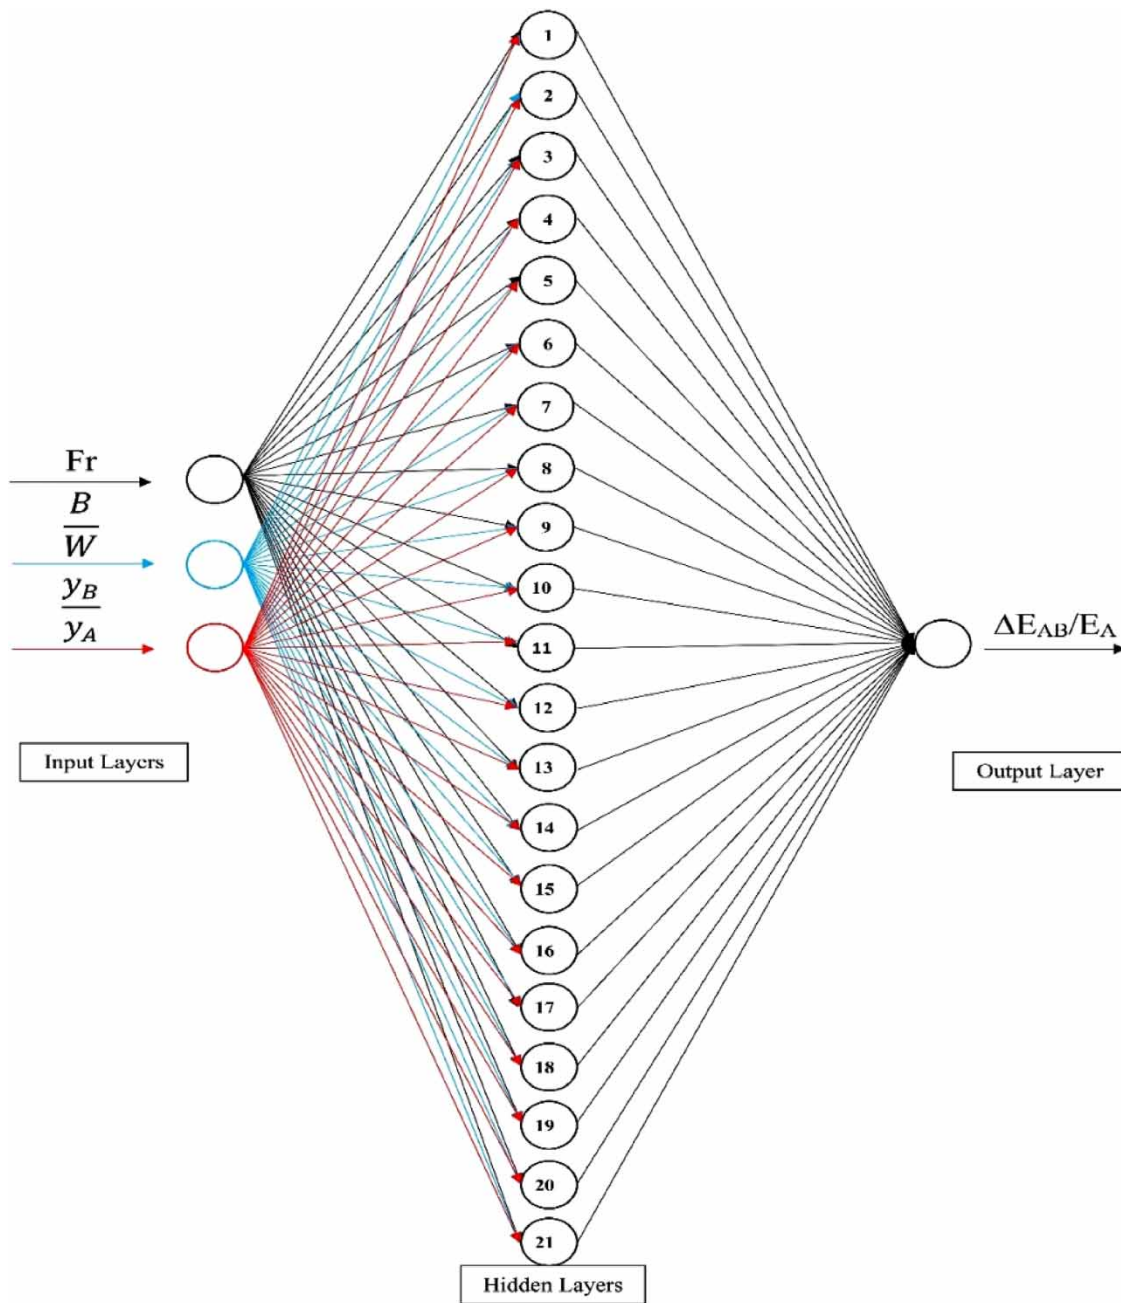 1
2
3
4
5
6
7
Fr
8
B
9
W
10
y_B
y_A
11
ΔE_AB/E_A
12
Input Layers
13
Output Layer
14
15
16
17
18
19
20
21
Hidden Layers